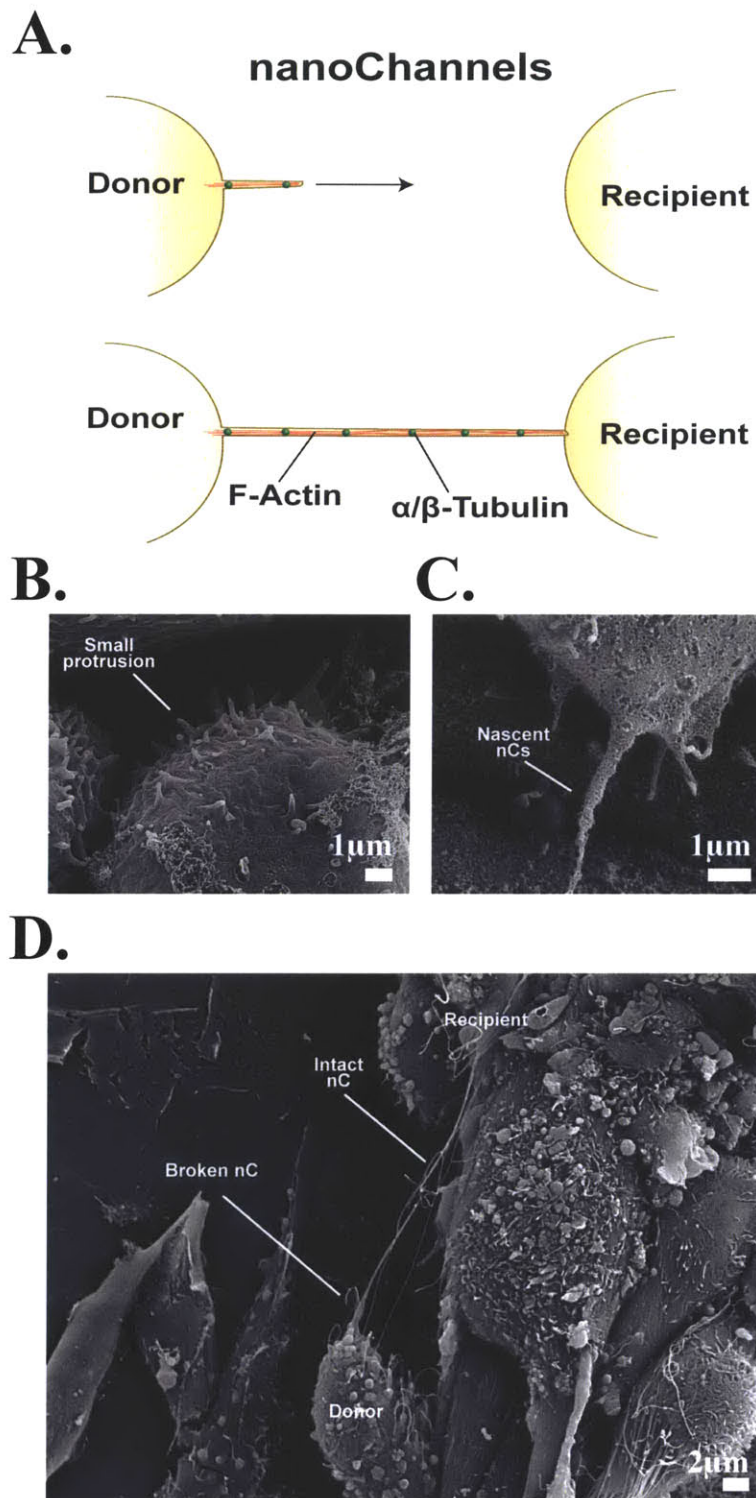 A.
nanoChannels
Donor
Recipient
Donor
Recipient
F-Actin
α/β-Tubulin
B.
Small
protrusion
1μm
C.
Nascent
nCs
1μm
D.
Recipient
Intact
nC
Broken nC
Donor
2μm